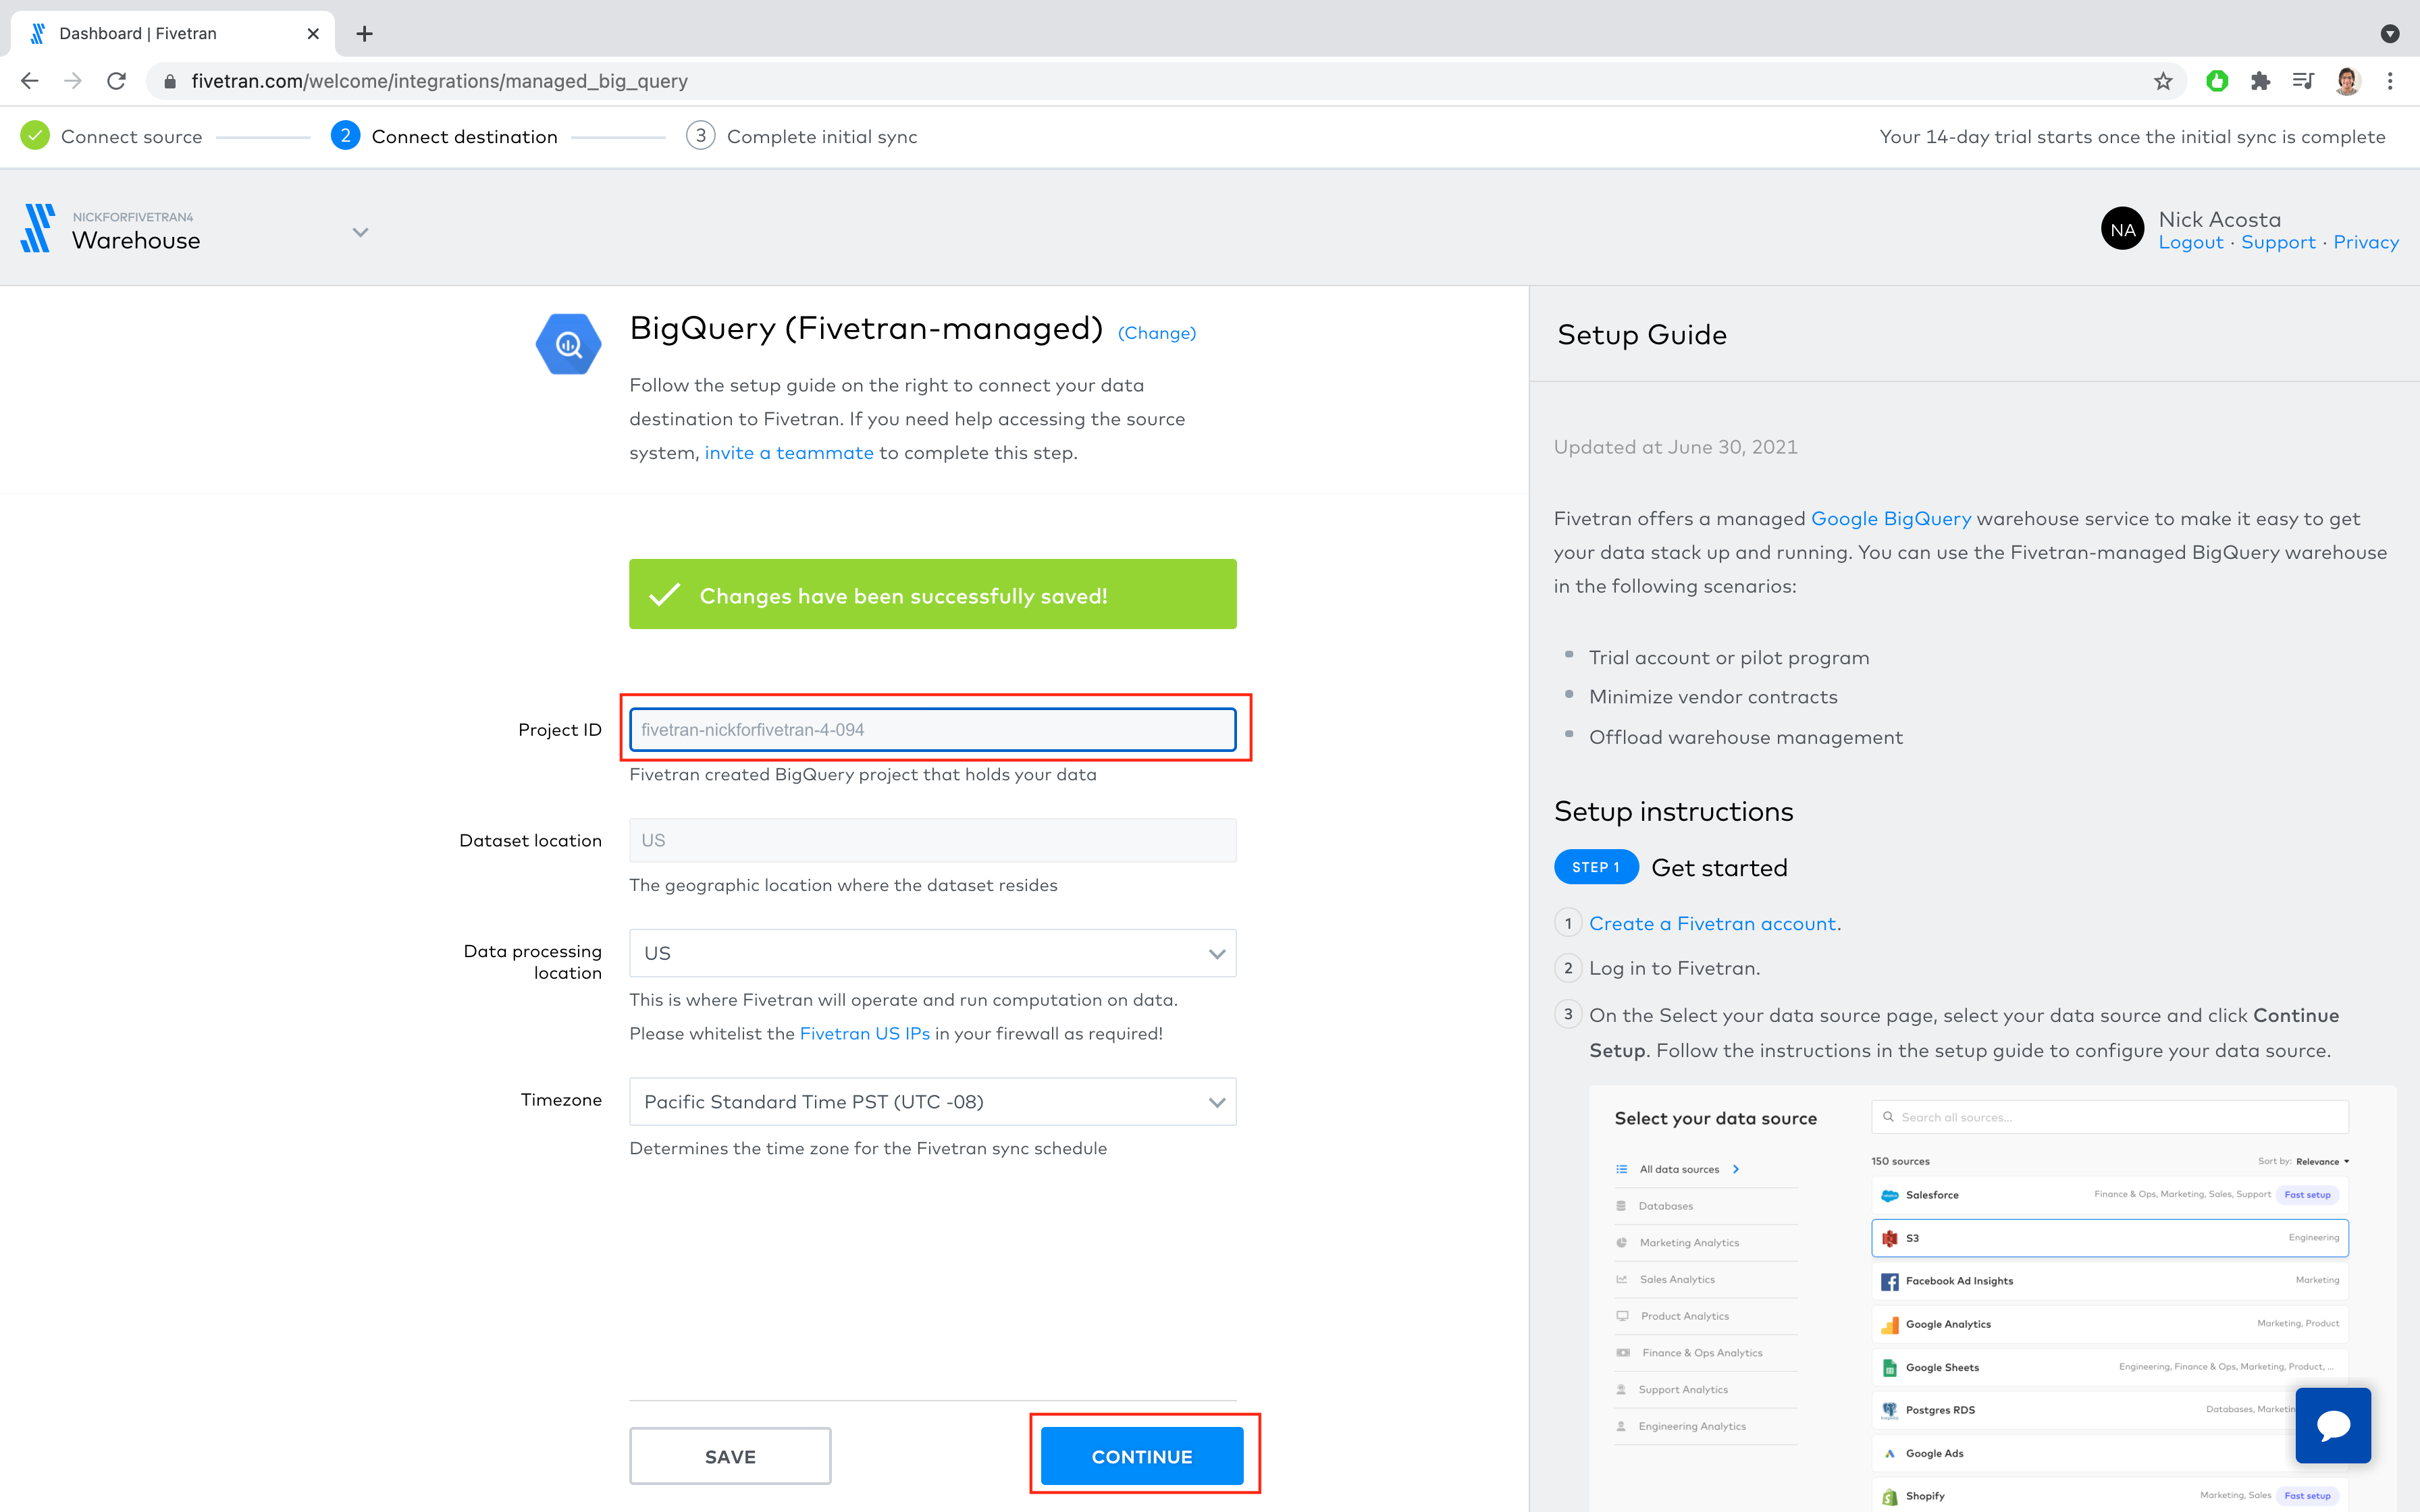 Dashboard | Fivetran
fivetran.com/welcome/integrations/managed_big_query
Connect source
2 Connect destination
3 Complete initial sync
Your 14-day trial starts once the initial sync is complete
NICKFORFIVETRAN4
Warehouse
NA
Nick Acosta
Logout · Support · Privacy
BigQuery (Fivetran-managed) (Change)
Follow the setup guide on the right to connect your data
destination to Fivetran. If you need help accessing the source
system, invite a teammate to complete this step.
Changes have been successfully saved!
Project ID
fivetran-nickforfivetran-4-094
Fivetran created BigQuery project that holds your data
Dataset location
US
The geographic location where the dataset resides
Data processing
location
US
This is where Fivetran will operate and run computation on data.
Please whitelist the Fivetran US IPs in your firewall as required!
Timezone
Pacific Standard Time PST (UTC -08)
Determines the time zone for the Fivetran sync schedule
SAVE
CONTINUE
Setup Guide
Updated at June 30, 2021
Fivetran offers a managed Google BigQuery warehouse service to make it easy to get
your data stack up and running. You can use the Fivetran-managed BigQuery warehouse
in the following scenarios:
Trial account or pilot program
Minimize vendor contracts
Offload warehouse management
Setup instructions
STEP 1 Get started
1 Create a Fivetran account.
2 Log in to Fivetran.
3 On the Select your data source page, select your data source and click Continue
Setup. Follow the instructions in the setup guide to configure your data source.
Select your data source
Search all sources...
All data sources
Databases
Marketing Analytics
Sales Analytics
Product Analytics
Finance & Ops Analytics
Support Analytics
Engineering Analytics
150 sources
Sort by: Relevance
Salesforce Finance & Ops, Marketing, Sales, Support Fast setup
S3 Engineering
Facebook Ad Insights Marketing
Google Analytics Marketing, Product
Google Sheets Engineering, Finance & Ops, Marketing, Product, ...
Postgres RDS Databases, Marketin
Google Ads
Shopify Marketing, Sales Fast setup